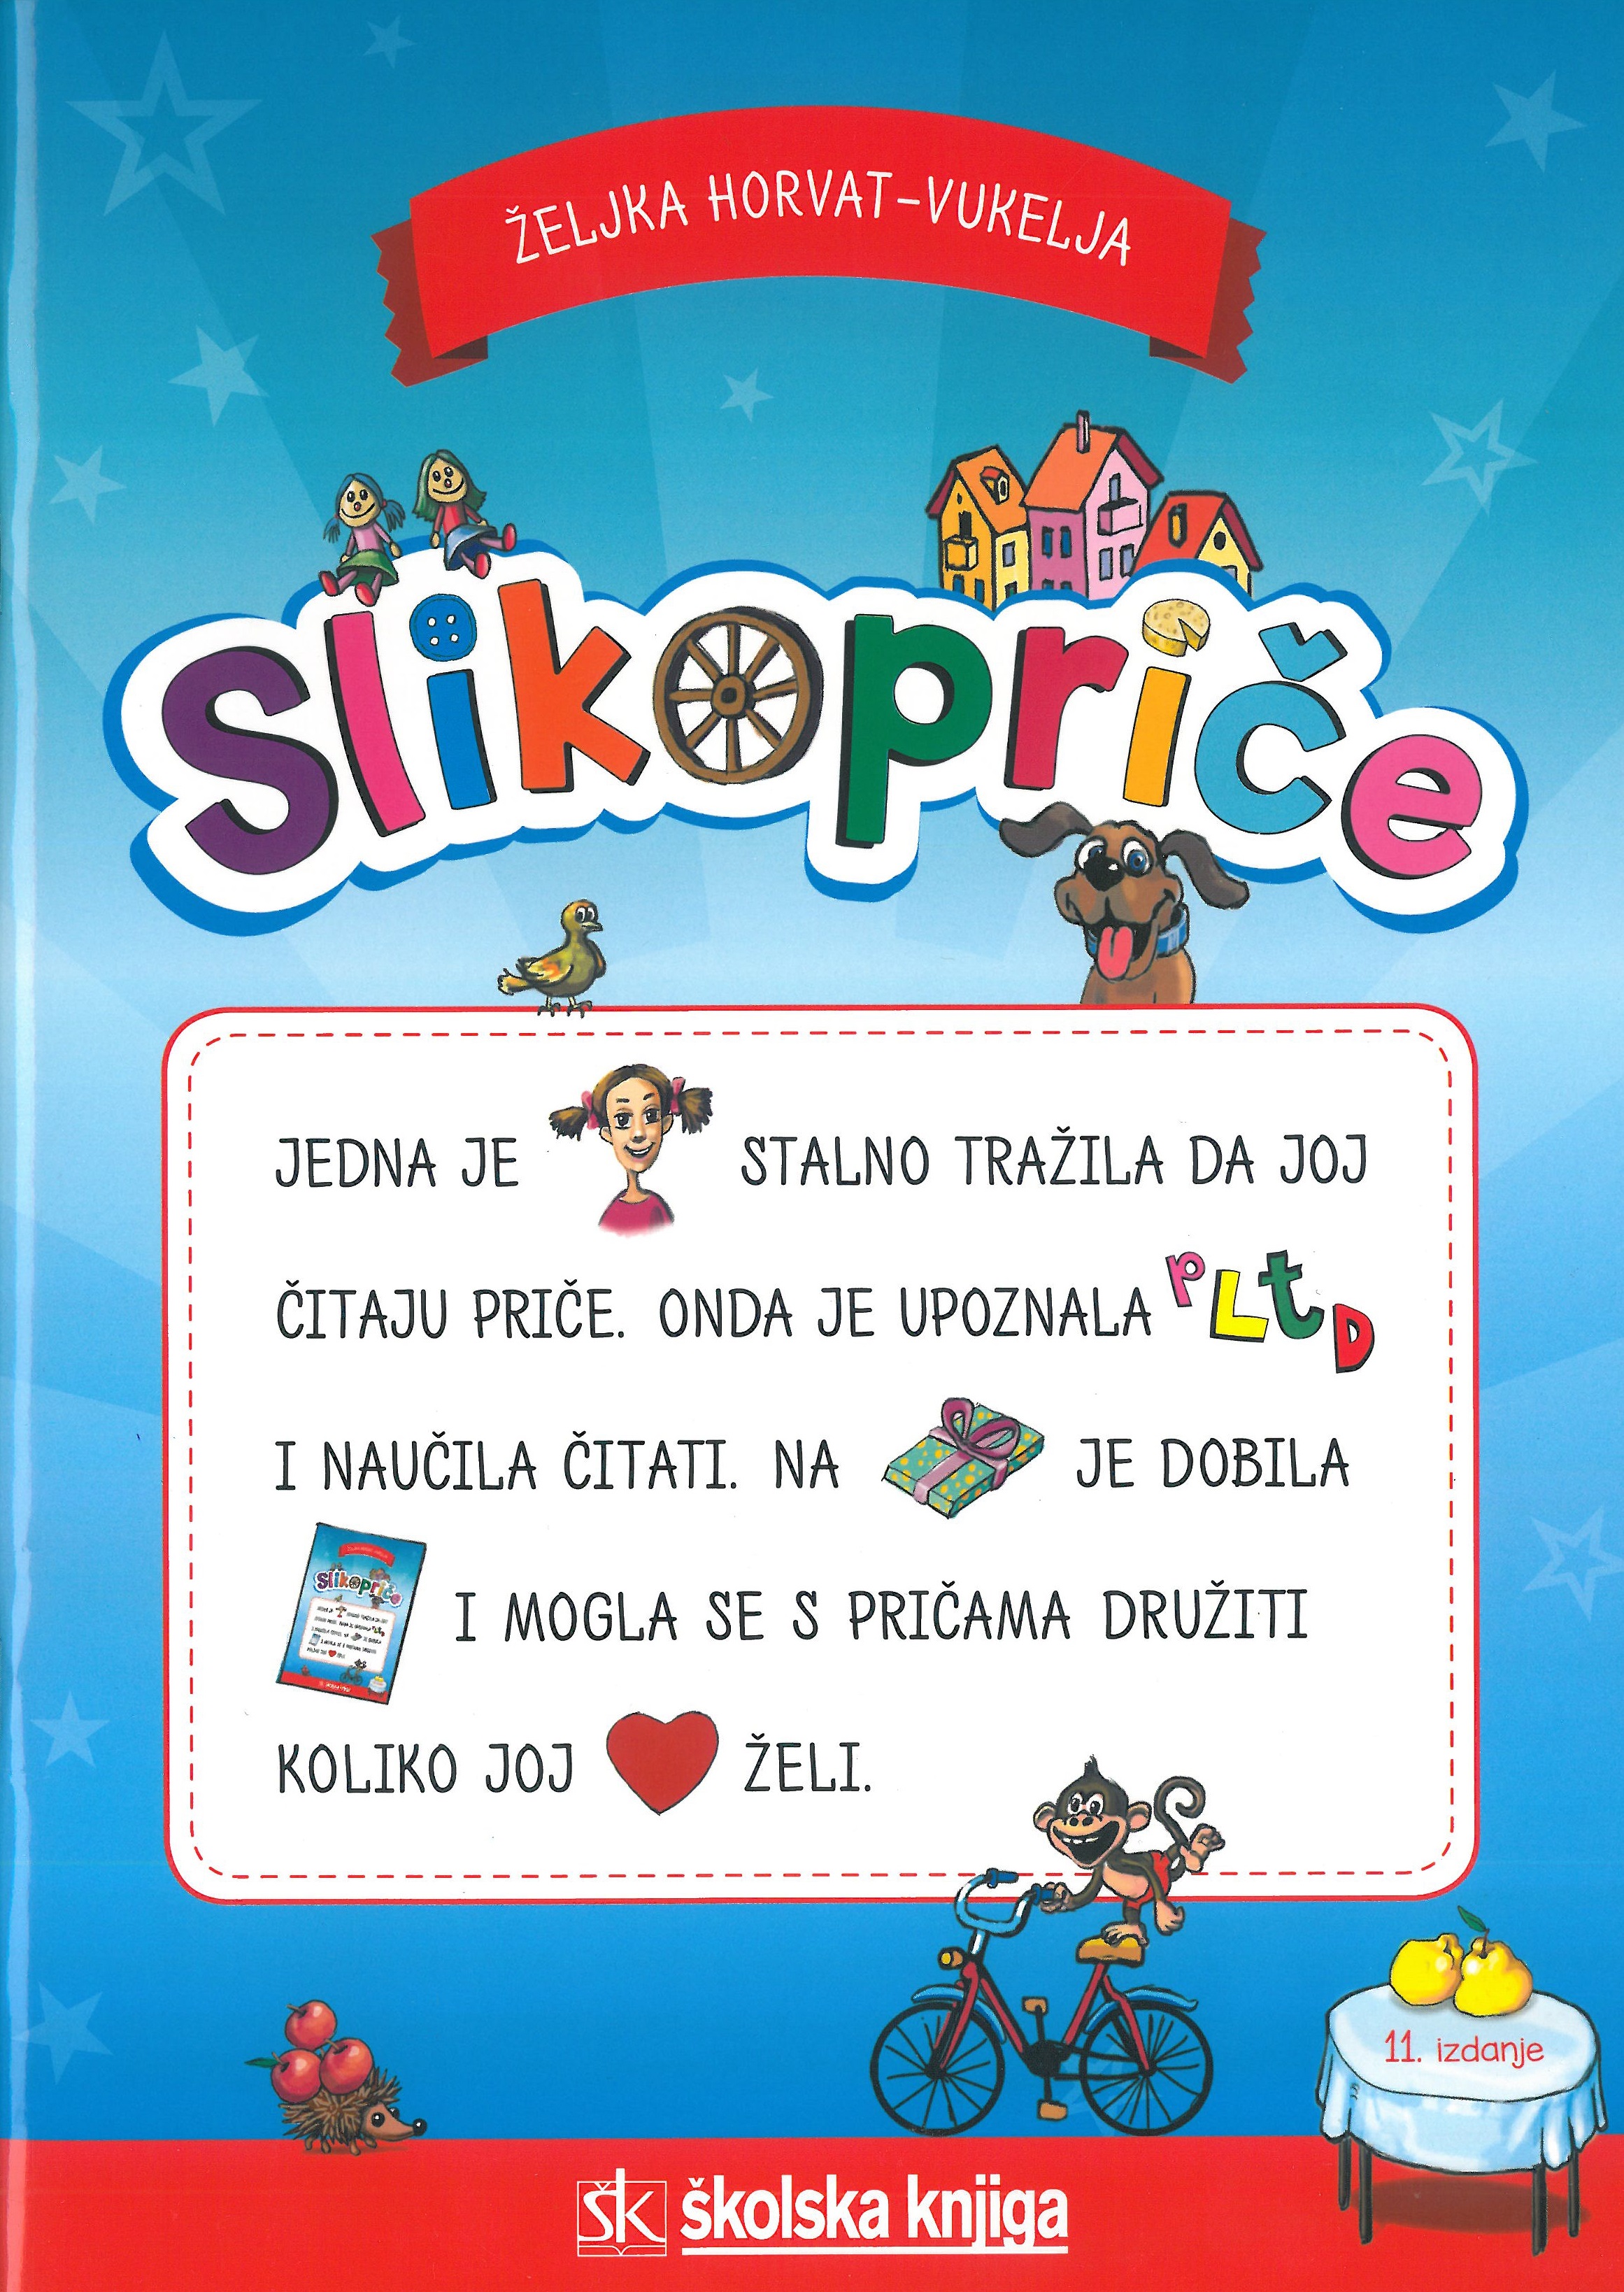 ŽELJKA HORVAT-VUKELJA
Slikopriče
JEDNA JE STALNO TRAŽILA DA JOJ
ČITAJU PRIČE. ONDA JE UPOZNALA PLtD
I NAUČILA ČITATI. NA JE DOBILA
I MOGLA SE S PRIČAMA DRUŽITI
KOLIKO JOJ ŽELI.
11. izdanje
ŠK školska knjiga